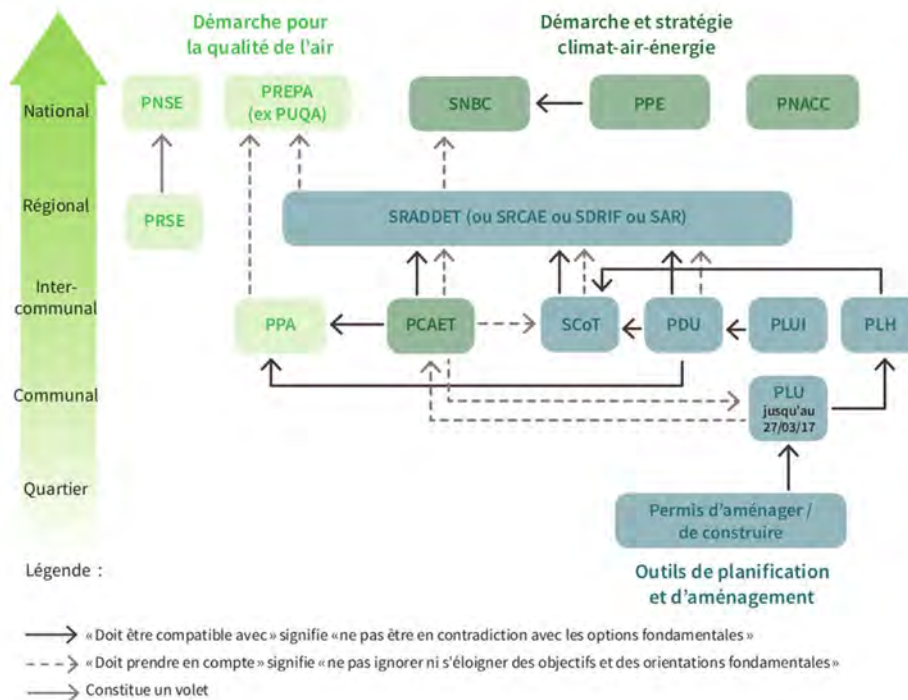 Démarche pour
la qualité de l'air
Démarche et stratégie
climat-air-énergie
National
PNSE
PREPA
(ex PUQA)
SNBC
PPE
PNACC
Régional
PRSE
SRADDET (ou SRCAE ou SDRIF ou SAR)
Inter-
communal
PPA
PCAET
SCoT
PDU
PLUI
PLH
Communal
PLU
jusqu'au
27/03/17
Quartier
Permis d'aménager /
de construire
Légende :
Outils de planification
et d'aménagement
« Doit être compatible avec » signifie « ne pas être en contradiction avec les options fondamentales »
« Doit prendre en compte » signifie « ne pas ignorer ni s'éloigner des objectifs et des orientations fondamentales »
Constitue un volet